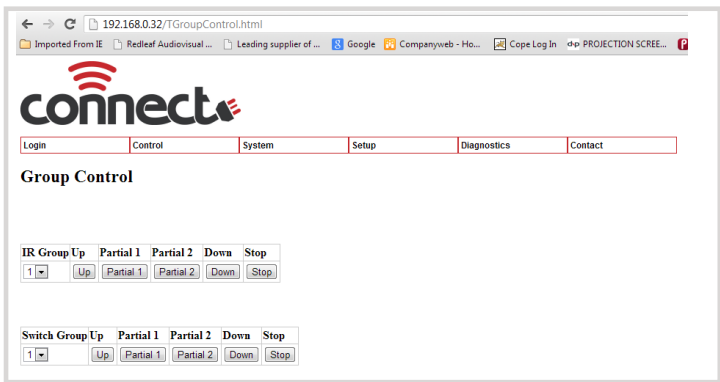 192.168.0.32/TGroupControl.html
Imported From IE Redleaf Audiovisual ... Leading supplier of ... Google Companyweb - Ho... Cope Log In dnp PROJECTION SCREE...
connect
Login Control System Setup Diagnostics Contact
Group Control
IR Group Up Partial 1 Partial 2 Down Stop
1 Up Partial 1 Partial 2 Down Stop
Switch Group Up Partial 1 Partial 2 Down Stop
1 Up Partial 1 Partial 2 Down Stop